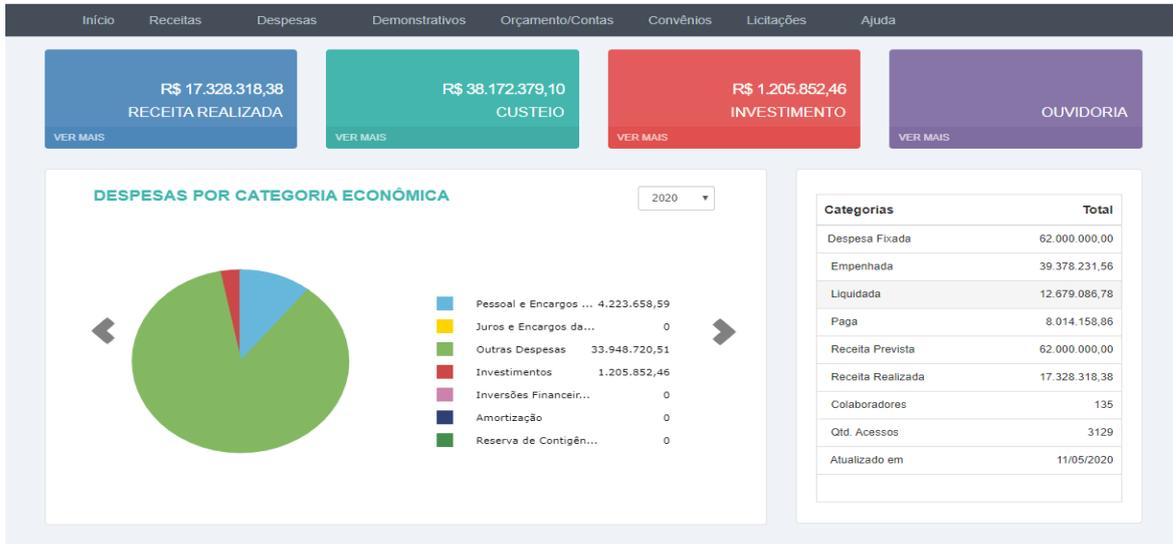 Início Receitas Despesas Demonstrativos Orçamento/Contas Convênios Licitações Ajuda
R$ 17.328.318,38
RECEITA REALIZADA
VER MAIS
R$ 38.172.379,10
CUSTEIO
VER MAIS
R$ 1.205.852,46
INVESTIMENTO
VER MAIS
OUVIDORIA
VER MAIS
DESPESAS POR CATEGORIA ECONÔMICA
2020
Pessoal e Encargos ... 4.223.658,59
Juros e Encargos da... 0
Outras Despesas 33.948.720,51
Investimentos 1.205.852,46
Inversões Financeir... 0
Amortização 0
Reserva de Contigên... 0
Categorias Total
Despesa Fixada 62.000.000,00
Empenhada 39.378.231,56
Liquidada 12.679.086,78
Paga 8.014.158,86
Receita Prevista 62.000.000,00
Receita Realizada 17.328.318,38
Colaboradores 135
Qtd. Acessos 3129
Atualizado em 11/05/2020